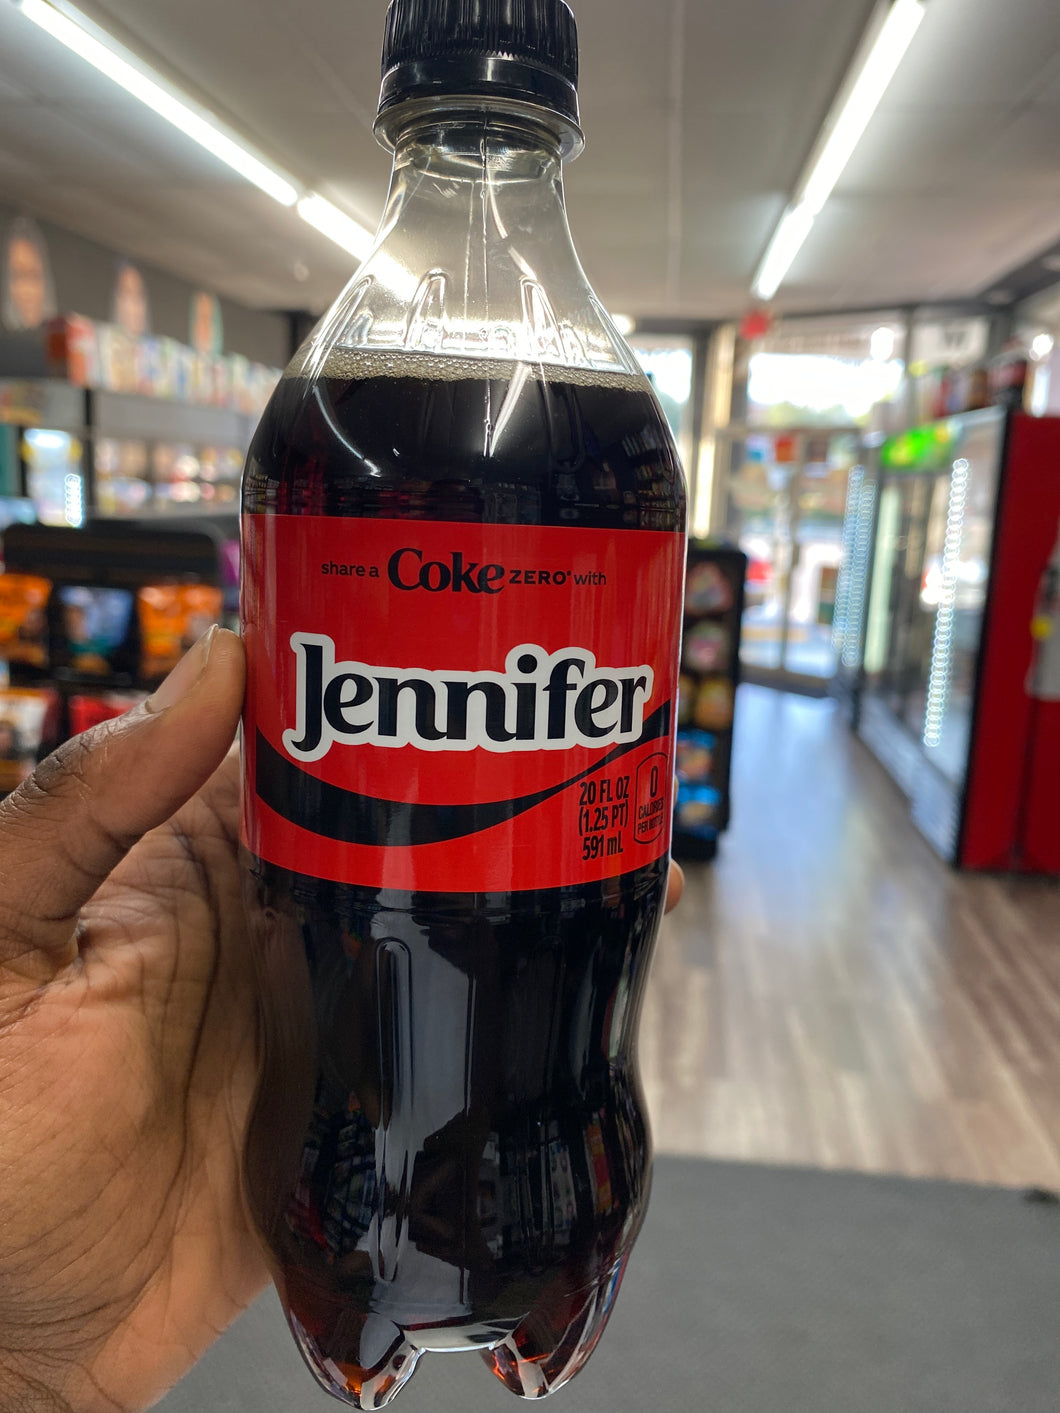 share a Coke ZERO® with
Jennifer
20 FL OZ
(1.25 PT)
591 mL
0
CALORIES
PER BOTTLE